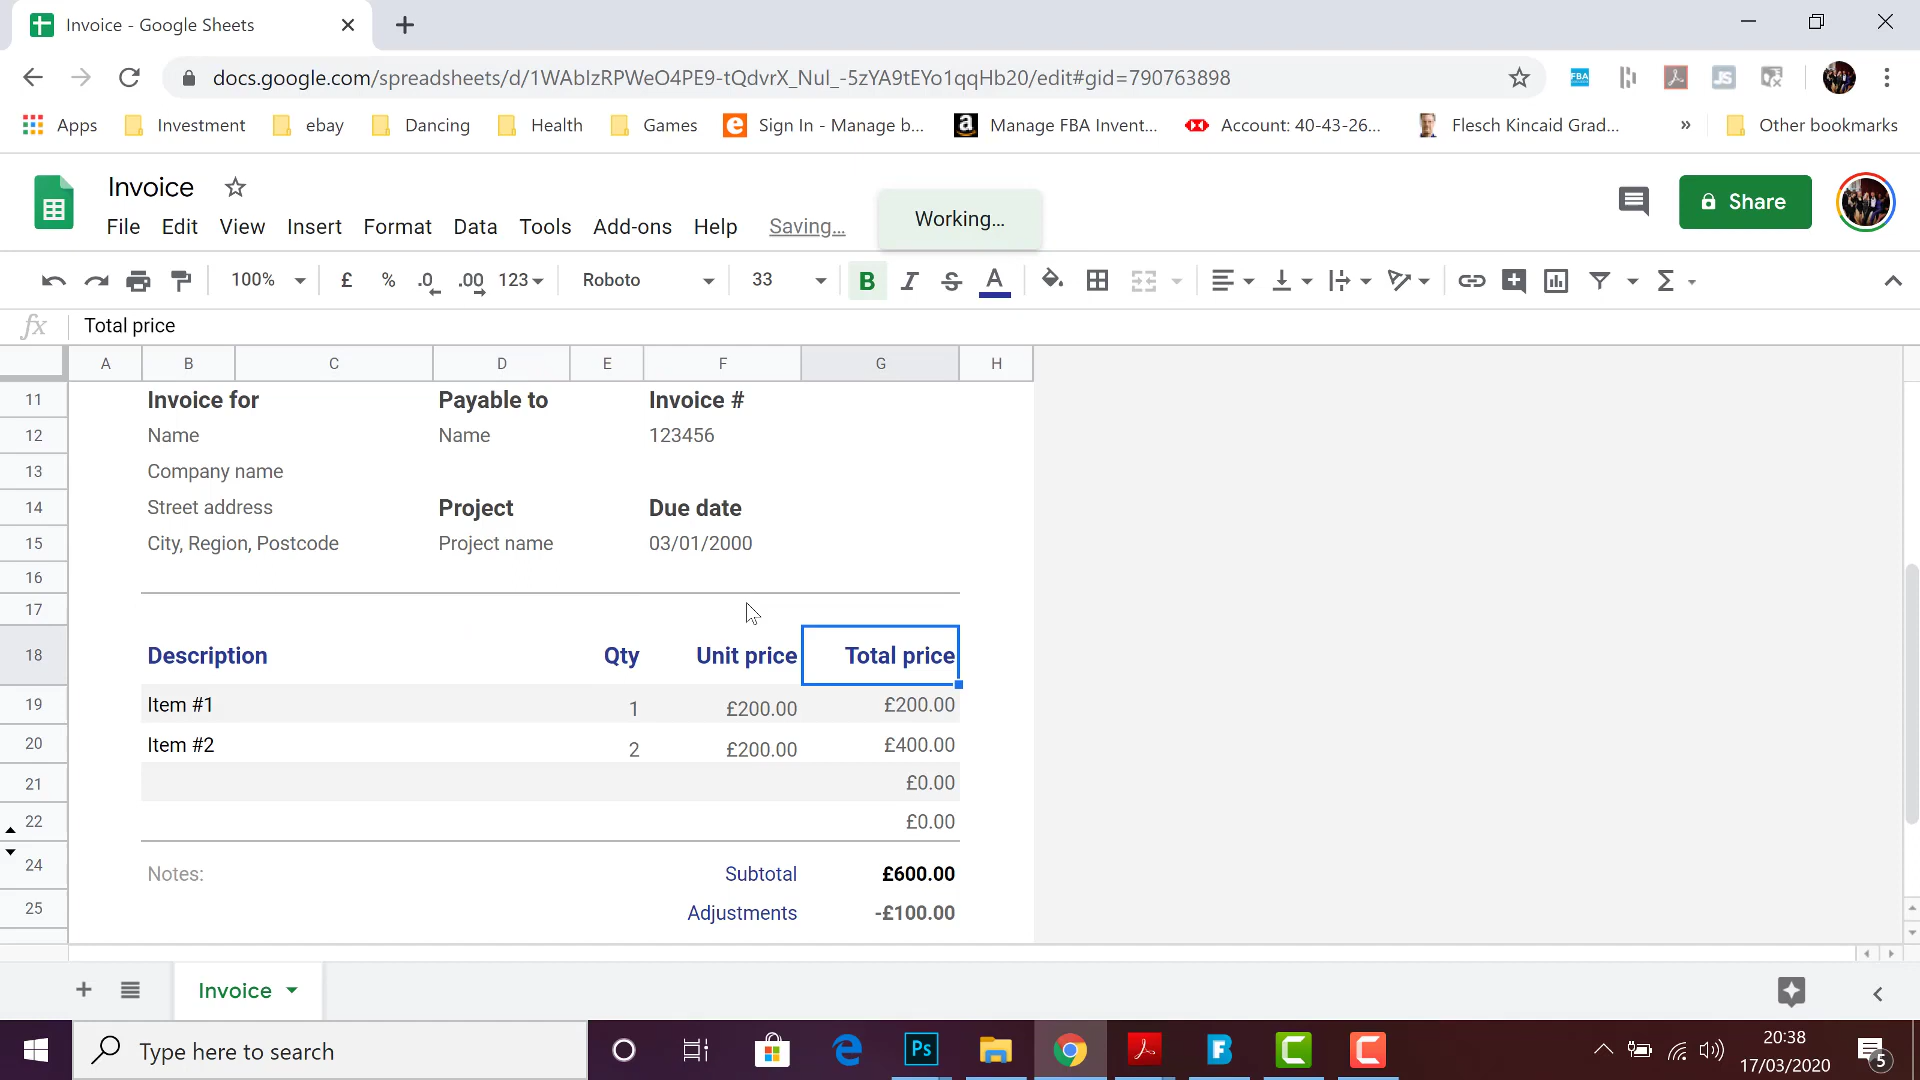 Invoice - Google Sheets
docs.google.com/spreadsheets/d/1WAbIzRPWeO4PE9-tQdvrX_NuI_-5zYA9tEYo1qqHb20/edit#gid=790763898
FBA
JS
Apps Investment ebay Dancing Health Games Sign In - Manage b... Manage FBA Invent... Account: 40-43-26... Flesch Kincaid Grad... » Other bookmarks
Invoice
File Edit View Insert Format Data Tools Add-ons Help Saving... Working...
Share
100% £ % .0 .00 123 Roboto 33 B I S A Σ
fx Total price
A B C D E F G H
11 Invoice for Payable to Invoice #
12 Name Name 123456
13 Company name
14 Street address Project Due date
15 City, Region, Postcode Project name 03/01/2000
16
17
18 Description Qty Unit price Total price
19 Item #1 1 £200.00 £200.00
20 Item #2 2 £200.00 £400.00
21 £0.00
22 £0.00
24 Notes: Subtotal £600.00
25 Adjustments -£100.00
+ Invoice
Type here to search Ps 20:38
17/03/2020
5